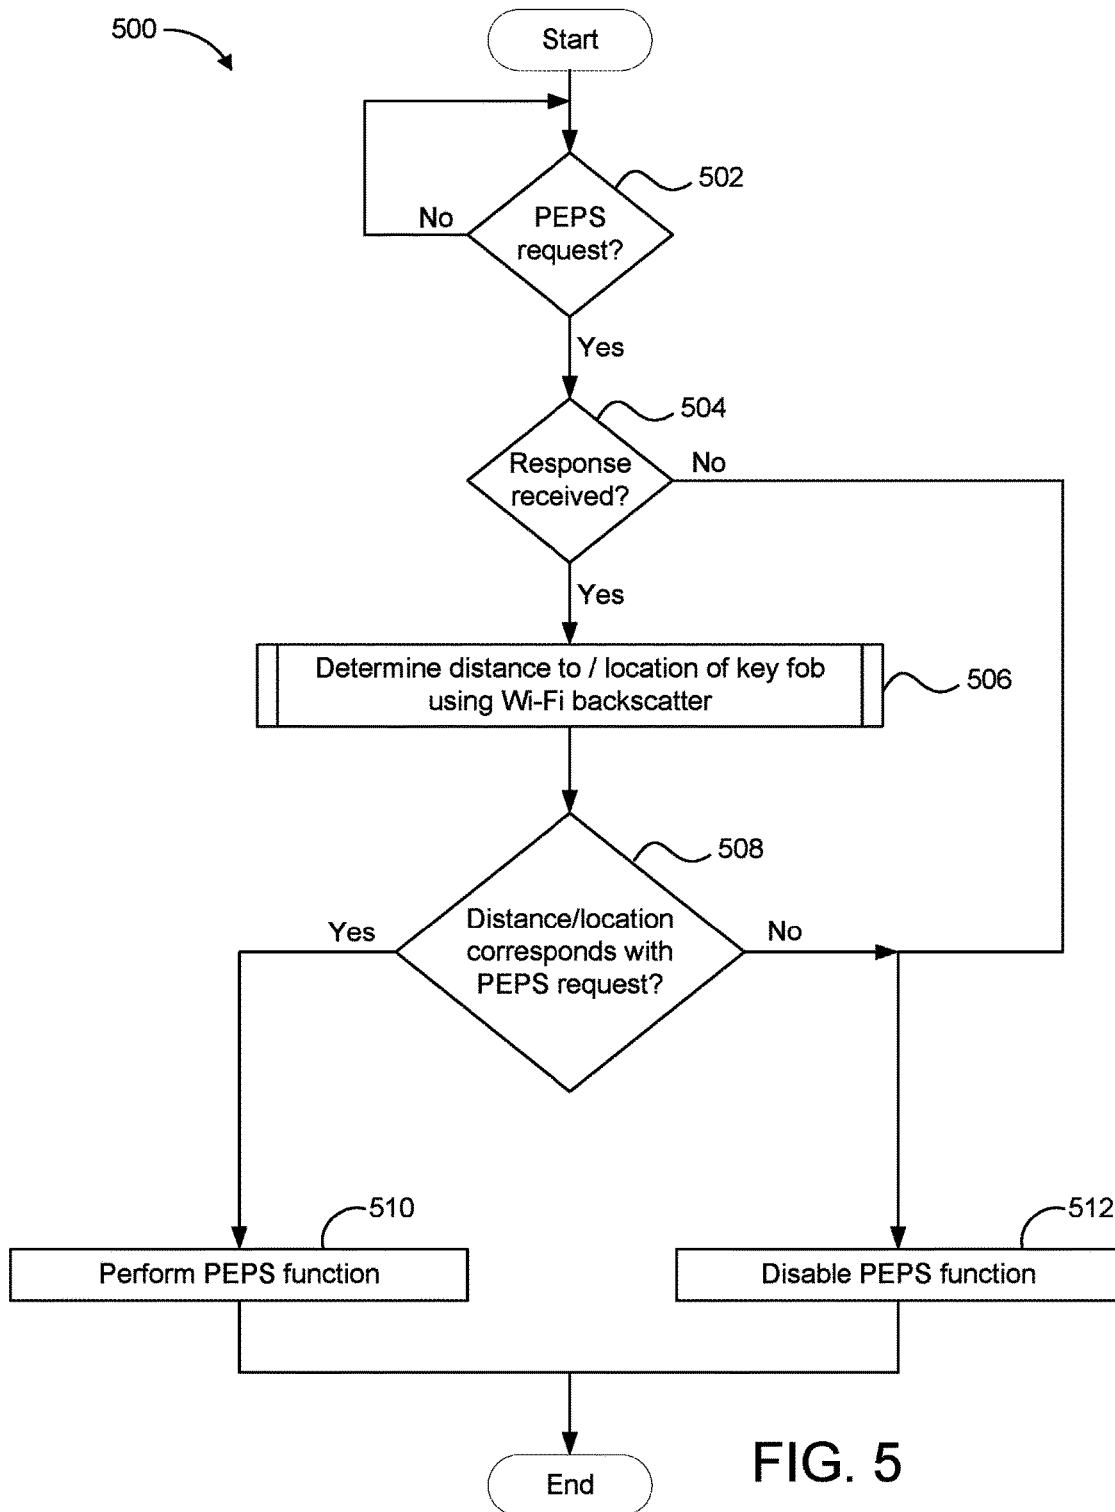 500
Start
502
No
PEPS
request?
Yes
504
Response
received?
No
Yes
Determine distance to / location of key fob
using Wi-Fi backscatter
506
508
Yes
Distance/location
corresponds with
PEPS request?
No
510
512
Perform PEPS function
Disable PEPS function
End
FIG. 5